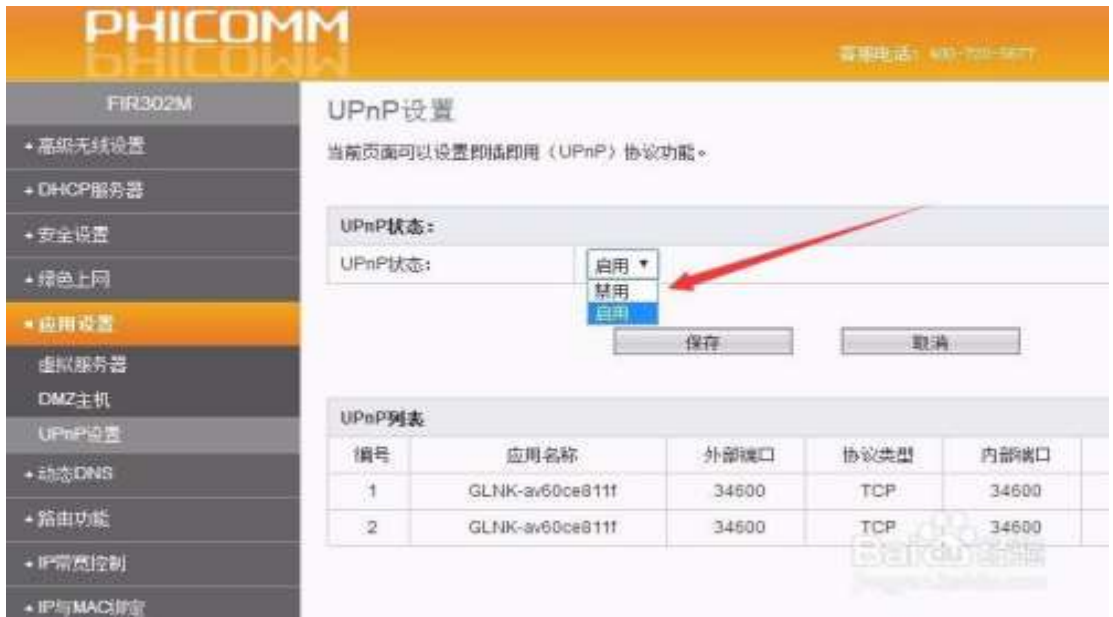 PHICOMM
客服电话:
FIR302M
高级无线设置
DHCP服务器
安全设置
绿色上网
应用设置
虚拟服务器
DMZ主机
UPnP设置
动态DNS
路由功能
IP带宽控制
IP与MAC绑定
UPnP设置
当前页面可以设置即插即用（UPnP）协议功能。
UPnP状态：
UPnP状态： 启用
禁用
启用
保存 取消
UPnP列表
编号 应用名称 外部端口 协议类型 内部端口
1 GLNK-av60ce811f 34600 TCP 34600
2 GLNK-av60ce811f 34600 TCP 34600
Baidu 经验